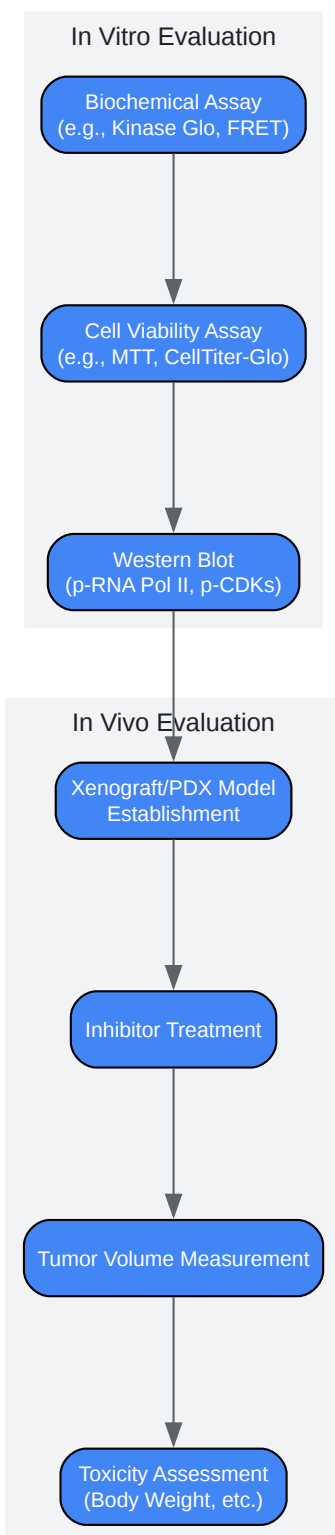 In Vitro Evaluation
Biochemical Assay
(e.g., Kinase Glo, FRET)
Cell Viability Assay
(e.g., MTT, CellTiter-Glo)
Western Blot
(p-RNA Pol II, p-CDKs)
In Vivo Evaluation
Xenograft/PDX Model
Establishment
Inhibitor Treatment
Tumor Volume Measurement
Toxicity Assessment
(Body Weight, etc.)